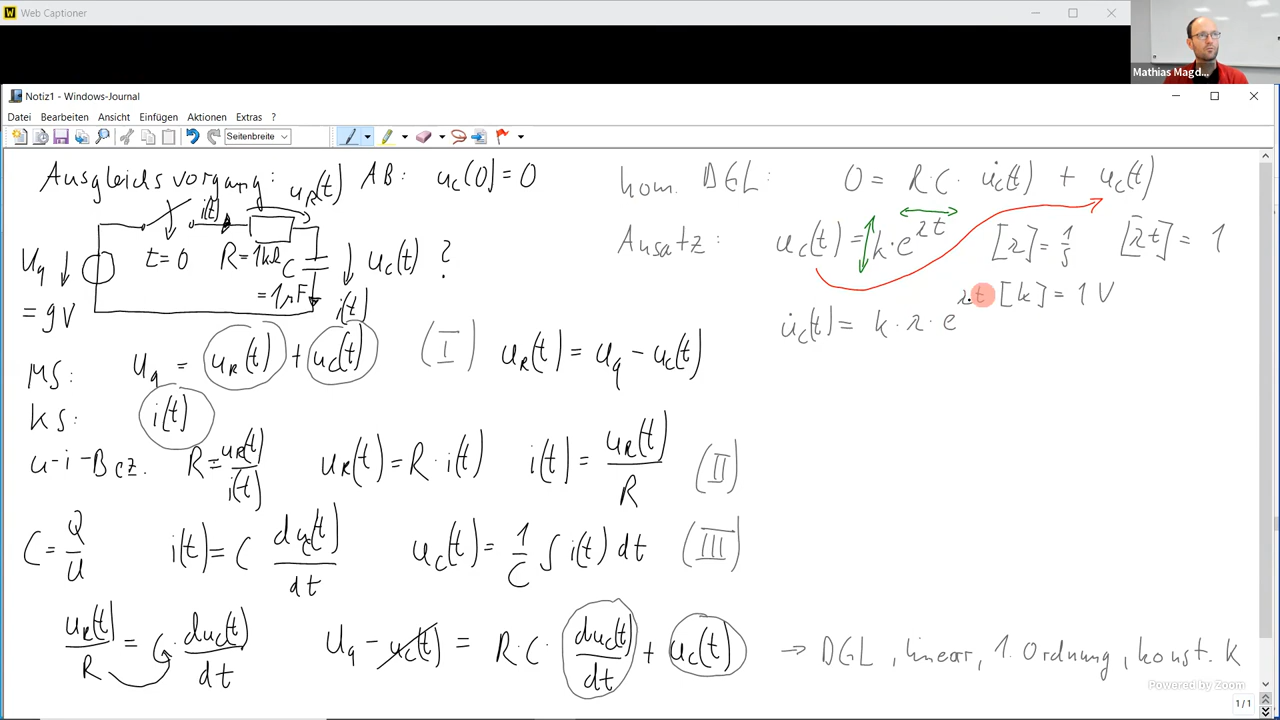 Web Captioner
Mathias Magd...
Notiz1 - Windows-Journal
Datei Bearbeiten Ansicht Einfügen Aktionen Extras ?
Seitenbreite
Ausgleichsvorgang: u_R(t) AB: u_C(0) = 0
i(t)
U_q t=0 R=1kΩ C u_C(t) ?
= 9V =1μF i(t)
MS: U_q = u_R(t) + u_C(t) (I) u_R(t) = U_q - u_C(t)
KS: i(t)
u-i-Bez. R = u_R(t)/i(t) u_R(t) = R · i(t) i(t) = u_R(t)/R (II)
C = Q/U i(t) = C du_C(t)/dt u_C(t) = 1/C ∫ i(t) dt (III)
u_R(t)/R = C · du_C(t)/dt U_q - u_C(t) = R·C · du_C(t)/dt + u_C(t) → DGL, linear, 1. Ordnung, konst. K
hom. DGL: 0 = R·C · u̇_C(t) + u_C(t)
Ansatz: u_C(t) = k·e^λt [λ] = 1/s [λt] = 1
[k] = 1 V
u̇_C(t) = k · λ · e^λt
Powered by Zoom
1/1